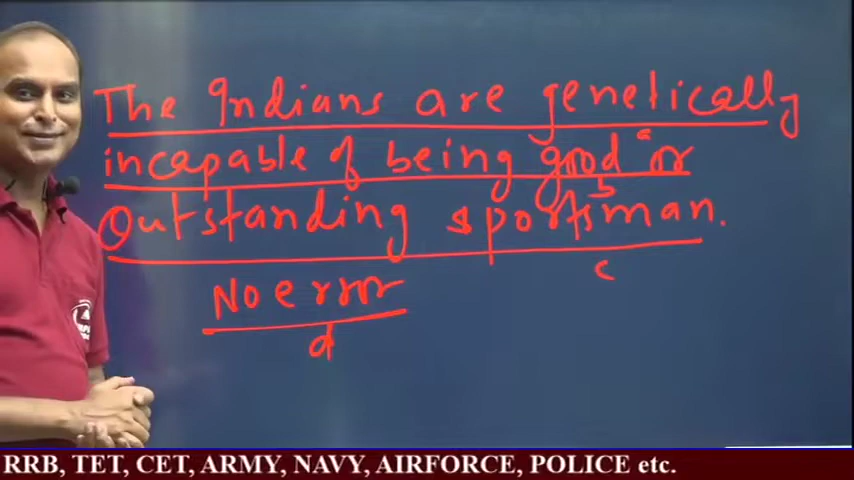 The Indians are genetically
a
incapable of being good or
b
Outstanding sportsman.
c
No error
d
RRB, TET, CET, ARMY, NAVY, AIRFORCE, POLICE etc.